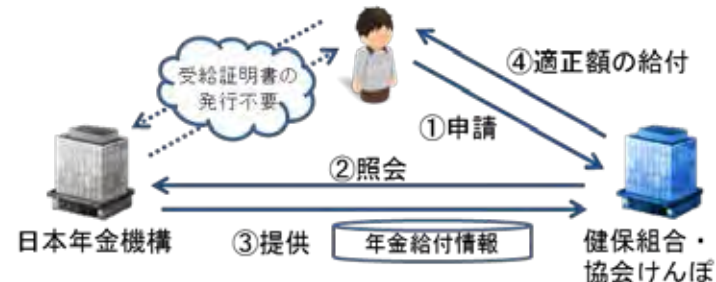 受給証明書の
発行不要
④適正額の給付
①申請
②照会
日本年金機構
③提供
年金給付情報
健保組合・
協会けんぽ